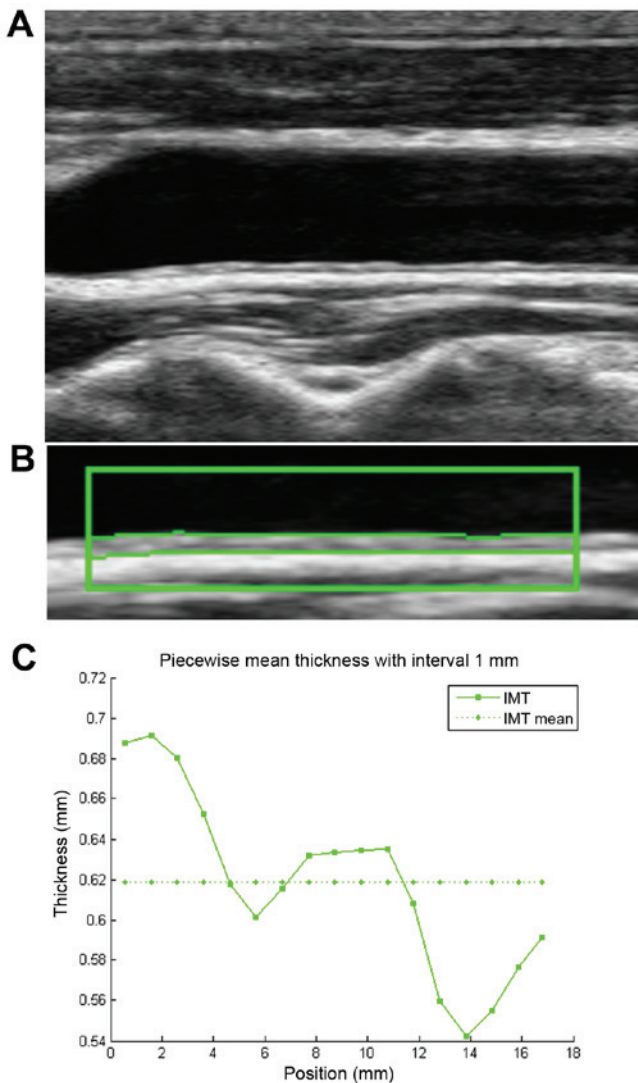 A
B
C
Piecewise mean thickness with interval 1 mm
IMT
IMT mean
Thickness (mm)
0.72
0.7
0.68
0.66
0.64
0.62
0.6
0.58
0.56
0.54
0 2 4 6 8 10 12 14 16 18
Position (mm)